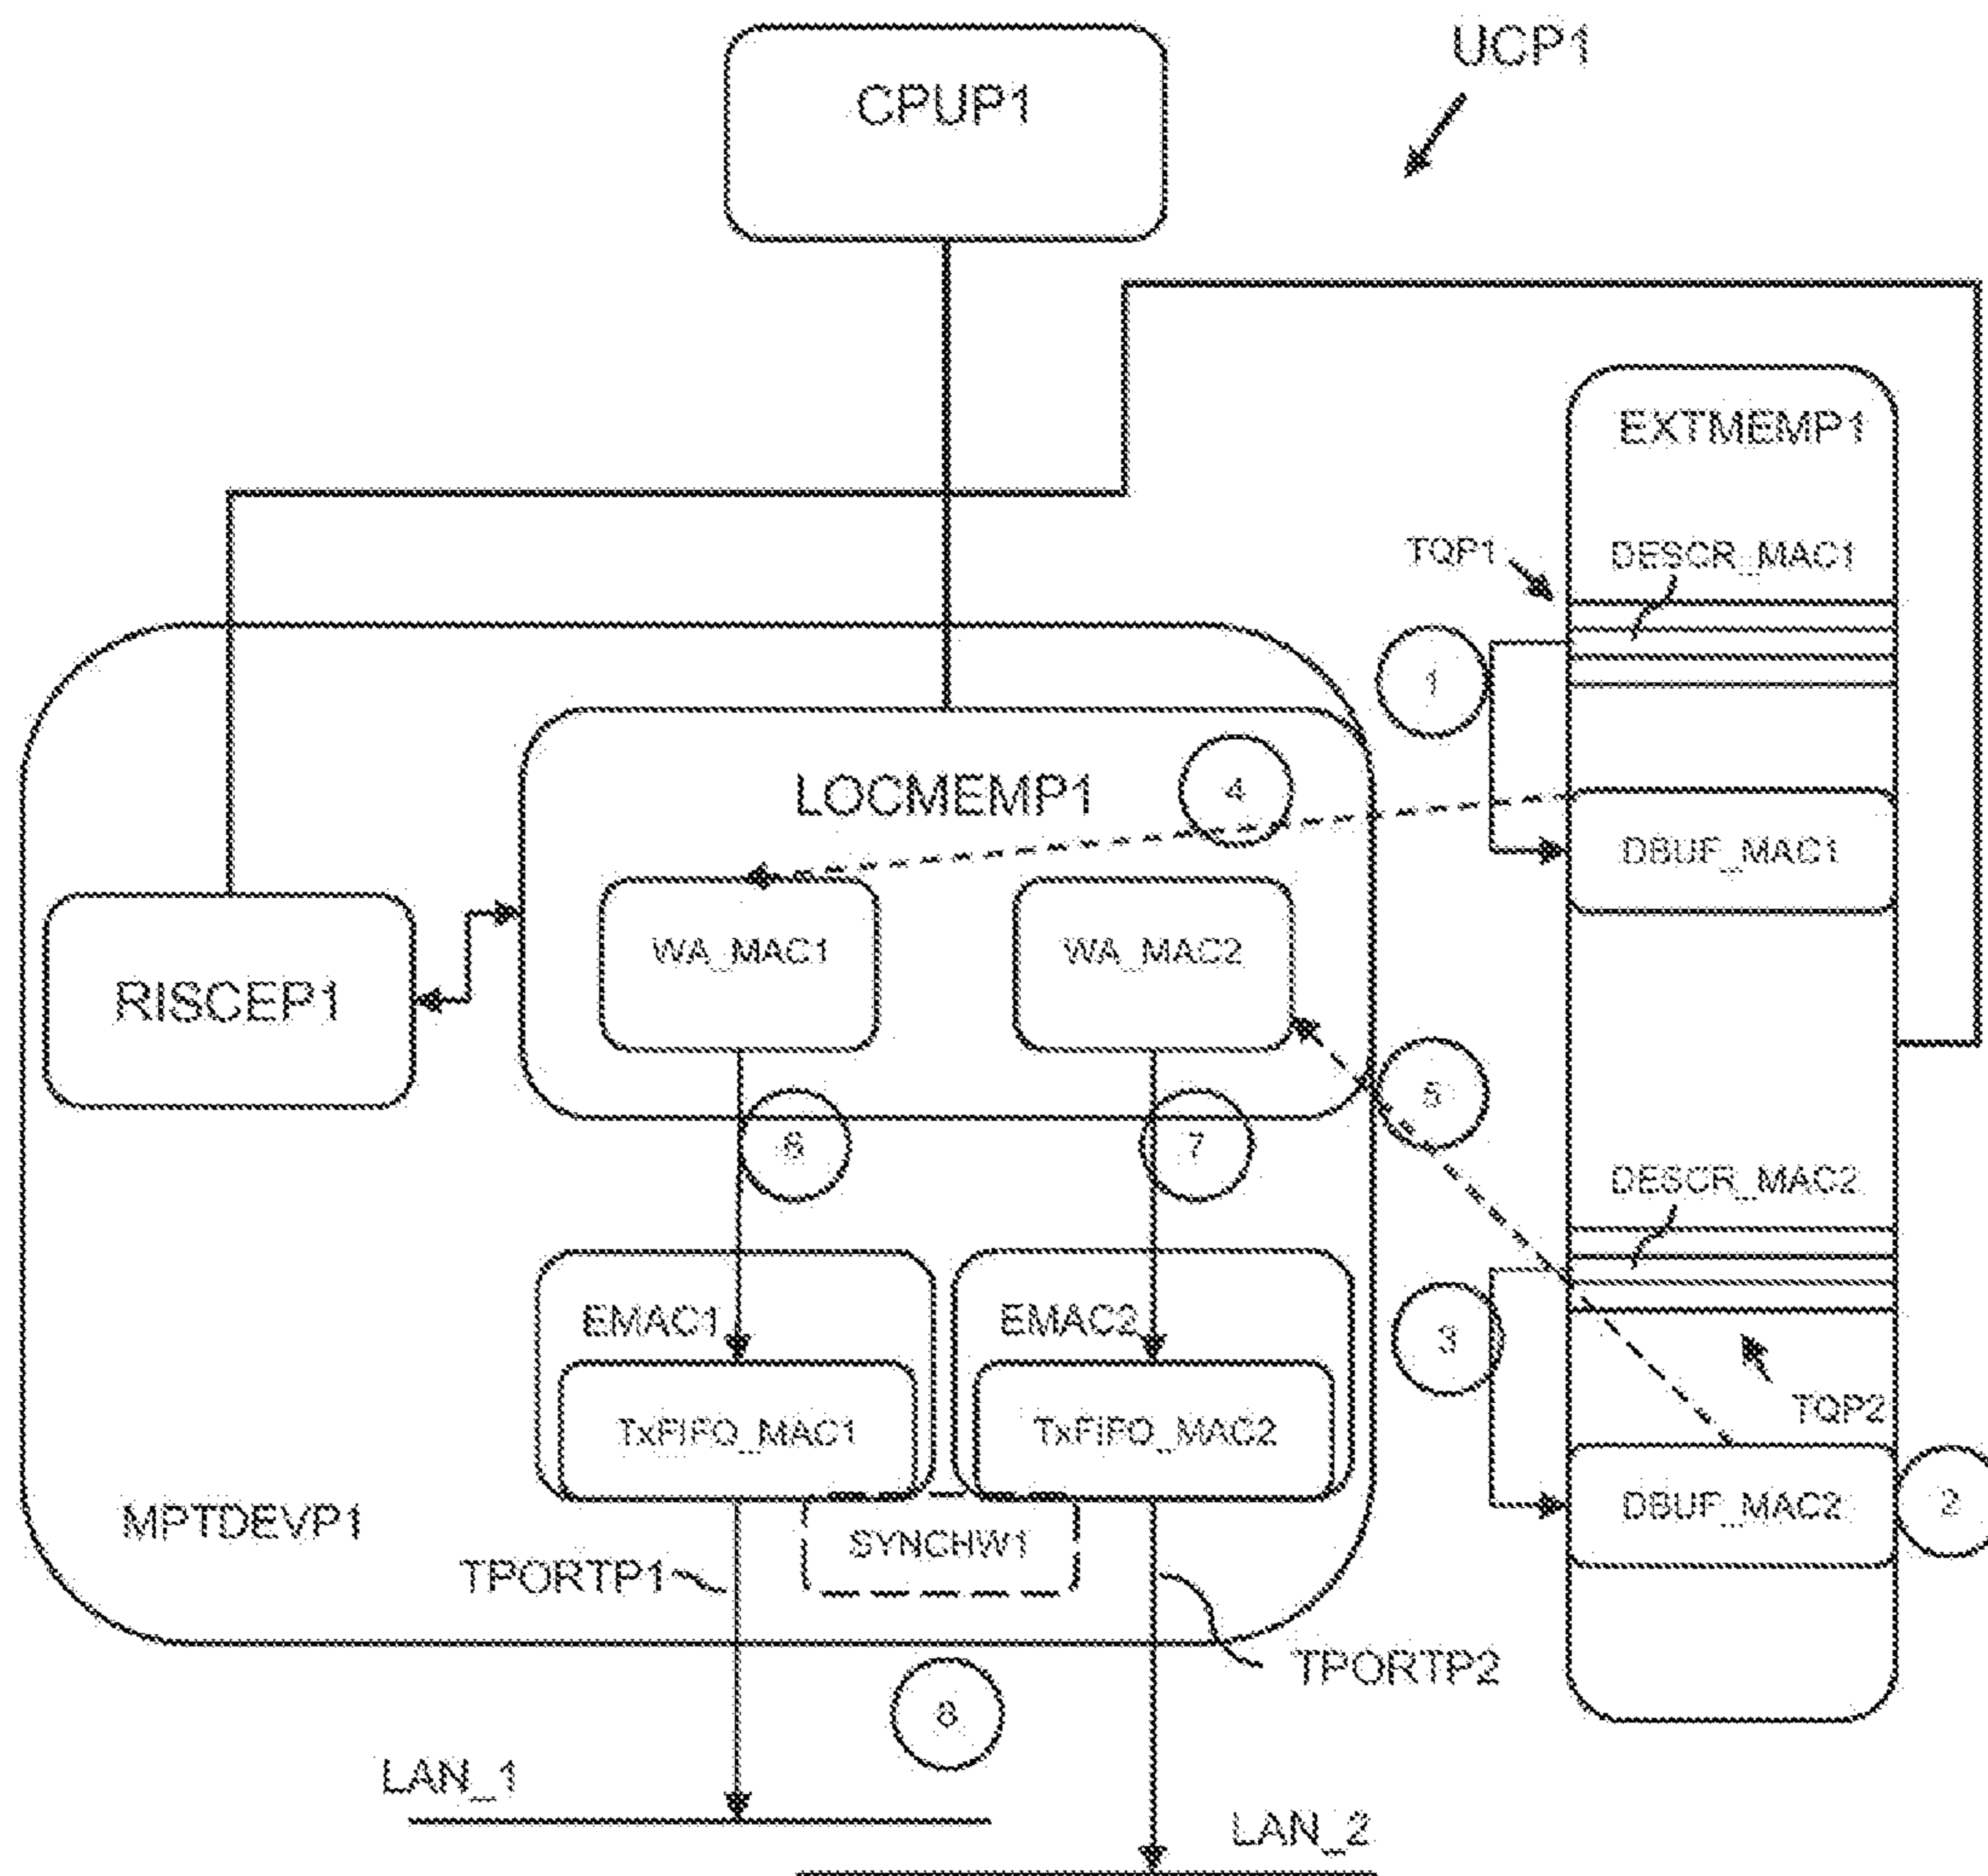 UCP1
CPUP1
EXTMEMP1
TQP1
DESCR_MAC1
1
4
LOCMEMP1
DBUF_MAC1
WA_MAC1
WA_MAC2
RISCEP1
5
6
7
DESCR_MAC2
EMAC1
EMAC2
3
TQP2
TxFIFO_MAC1
TxFIFO_MAC2
DBUF_MAC2
2
MPTDEVP1
SYNCHW1
TPORTP1
TPORTP2
8
LAN_1
LAN_2